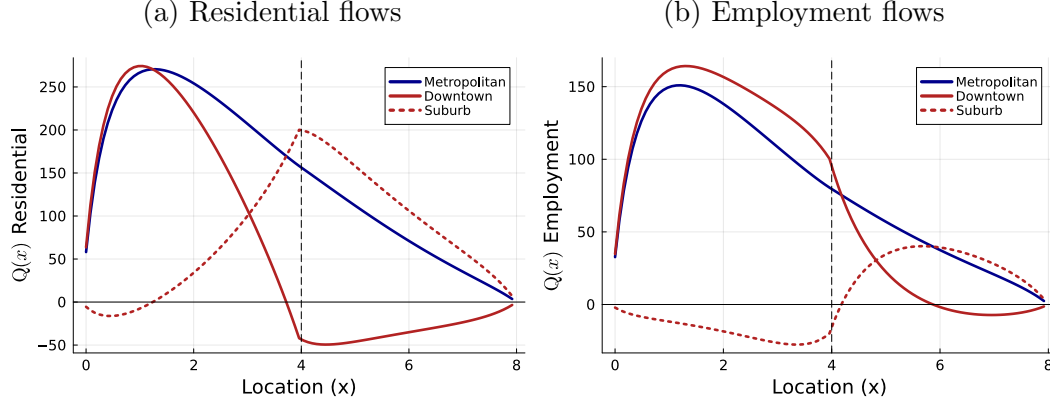 (a) Residential flows
Q(x) Residential
250
200
150
100
50
0
−50
Metropolitan
Downtown
Suburb
0 2 4 6 8
Location (x)
(b) Employment flows
Q(x) Employment
150
100
50
0
Metropolitan
Downtown
Suburb
0 2 4 6 8
Location (x)